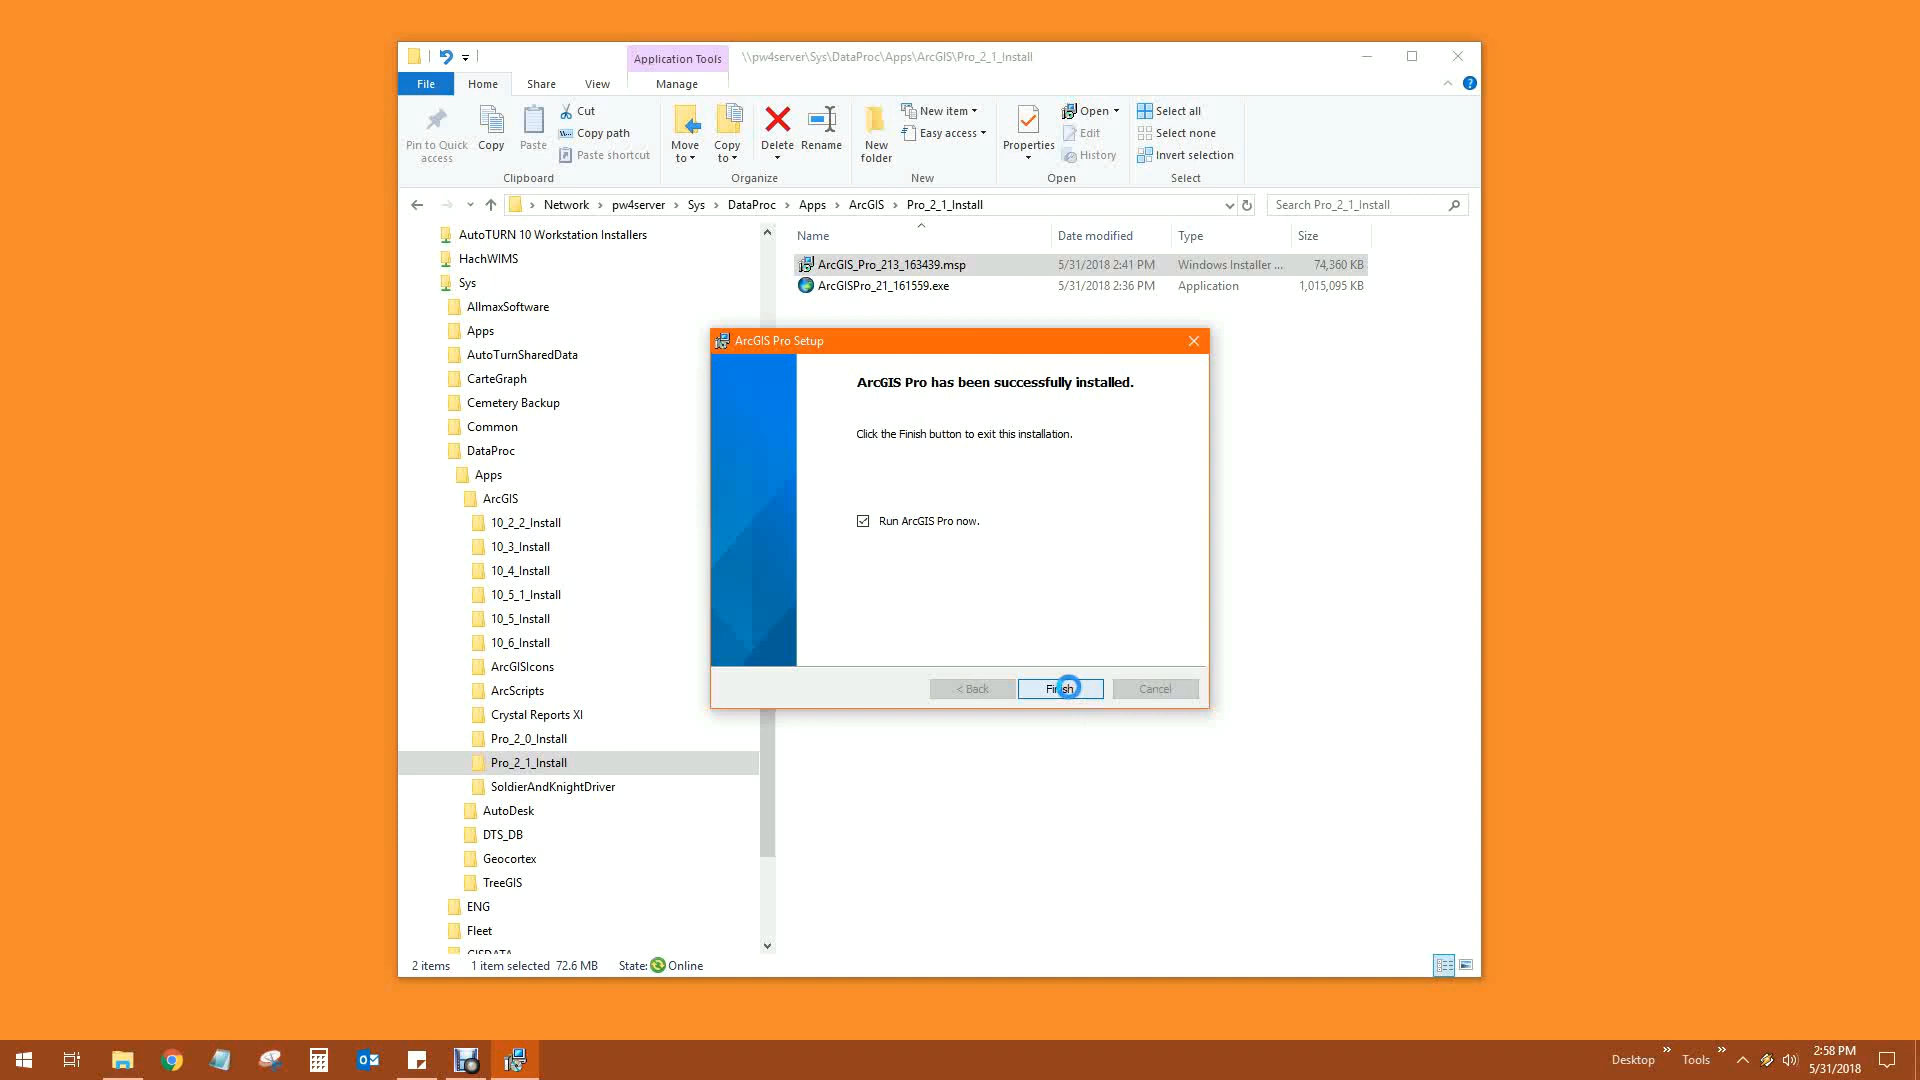 Application Tools
\\pw4server\Sys\DataProc\Apps\ArcGIS\Pro_2_1_Install
File
Home
Share
View
Manage
Pin to Quick access
Copy
Paste
Cut
Copy path
Paste shortcut
Clipboard
Move to
Copy to
Delete
Rename
Organize
New folder
New item
Easy access
New
Properties
Open
Edit
History
Open
Select all
Select none
Invert selection
Select
Network > pw4server > Sys > DataProc > Apps > ArcGIS > Pro_2_1_Install
Search Pro_2_1_Install
AutoTURN 10 Workstation Installers
HachWIMS
Sys
AllmaxSoftware
Apps
AutoTurnSharedData
CarteGraph
Cemetery Backup
Common
DataProc
Apps
ArcGIS
10_2_2_Install
10_3_Install
10_4_Install
10_5_1_Install
10_5_Install
10_6_Install
ArcGISIcons
ArcScripts
Crystal Reports XI
Pro_2_0_Install
Pro_2_1_Install
SoldierAndKnightDriver
AutoDesk
DTS_DB
Geocortex
TreeGIS
ENG
Fleet
GISDATA
Name Date modified Type Size
ArcGIS_Pro_213_163439.msp 5/31/2018 2:41 PM Windows Installer ... 74,360 KB
ArcGISPro_21_161559.exe 5/31/2018 2:36 PM Application 1,015,095 KB
ArcGIS Pro Setup
ArcGIS Pro has been successfully installed.
Click the Finish button to exit this installation.
Run ArcGIS Pro now.
< Back
Finish
Cancel
2 items 1 item selected 72.6 MB State: Online
Desktop
Tools
2:58 PM
5/31/2018